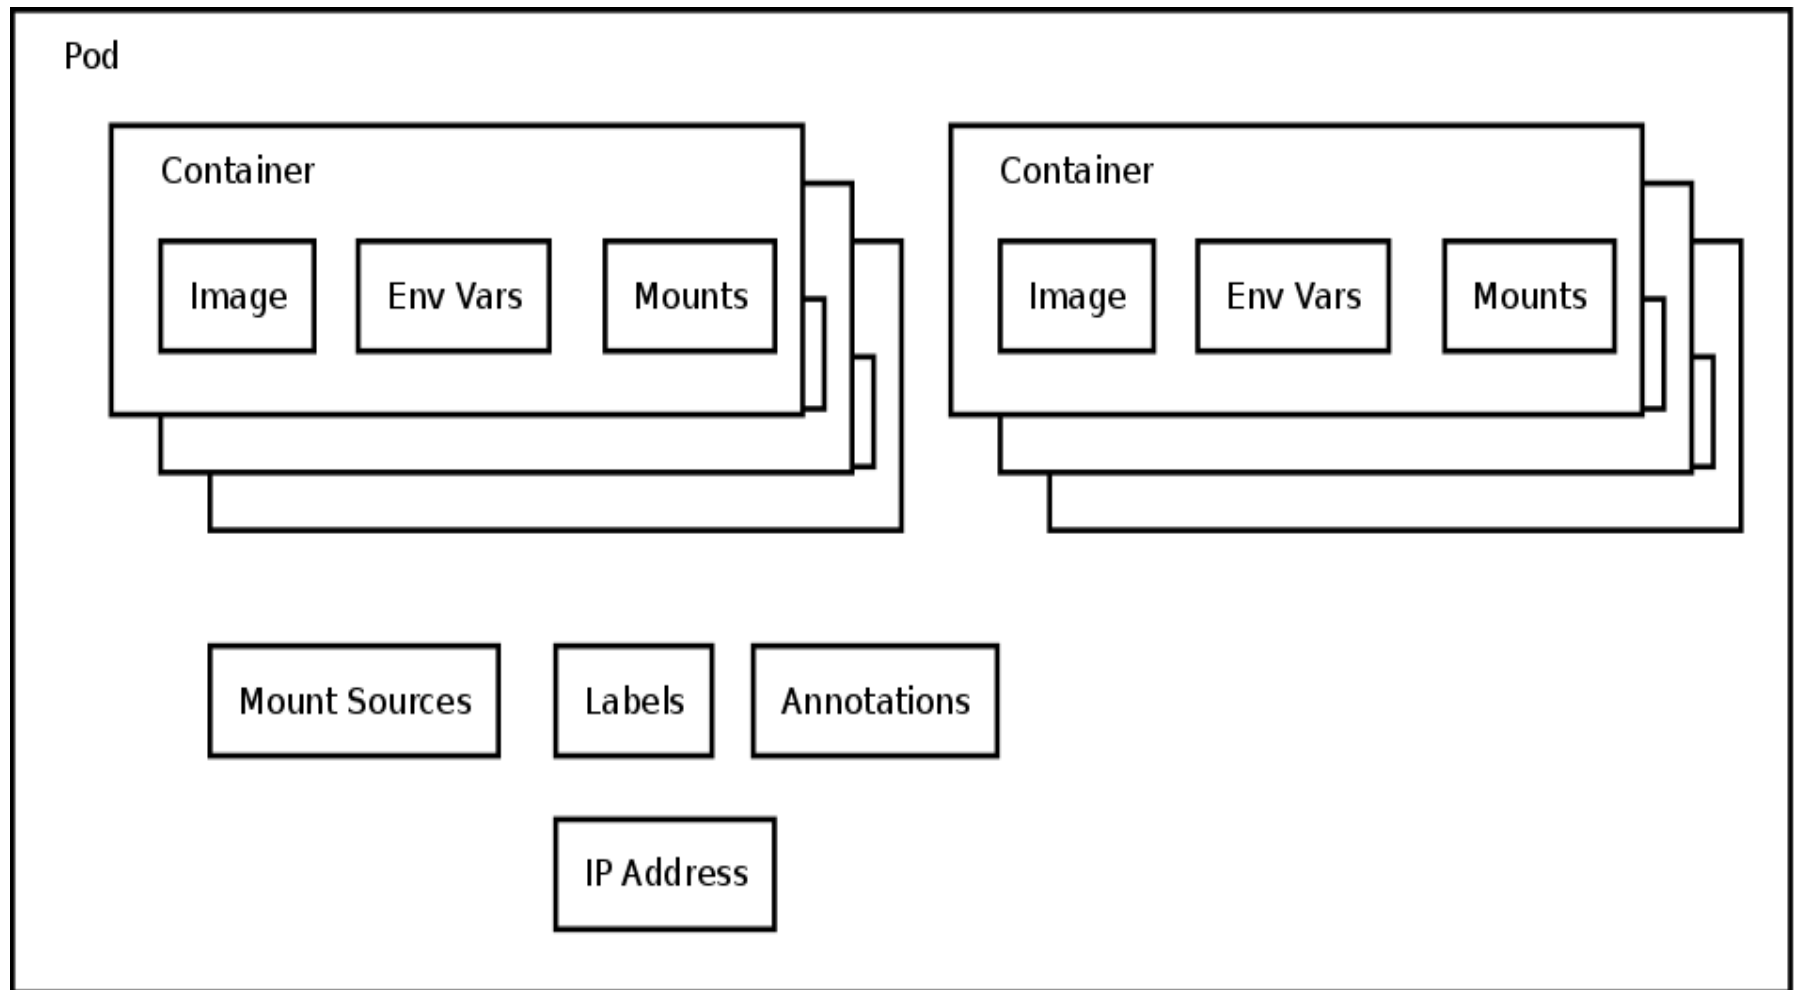 Pod
Container
Image
Env Vars
Mounts
Container
Image
Env Vars
Mounts
Mount Sources
Labels
Annotations
IP Address